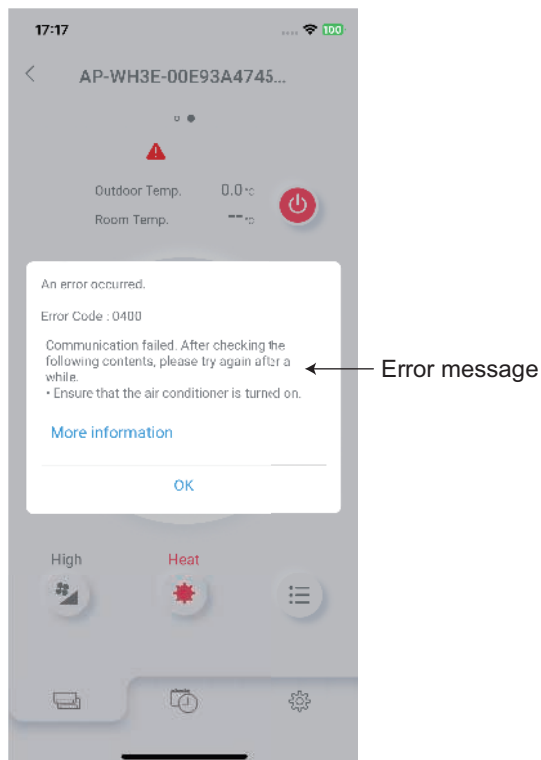 17:17
100
AP-WH3E-00E93A4745...
Outdoor Temp. 0.0 °C
Room Temp. --°C
An error occurred.
Error Code : 0400
Communication failed. After checking the
following contents, please try again after a
while.
• Ensure that the air conditioner is turned on.
Error message
More information
OK
High Heat